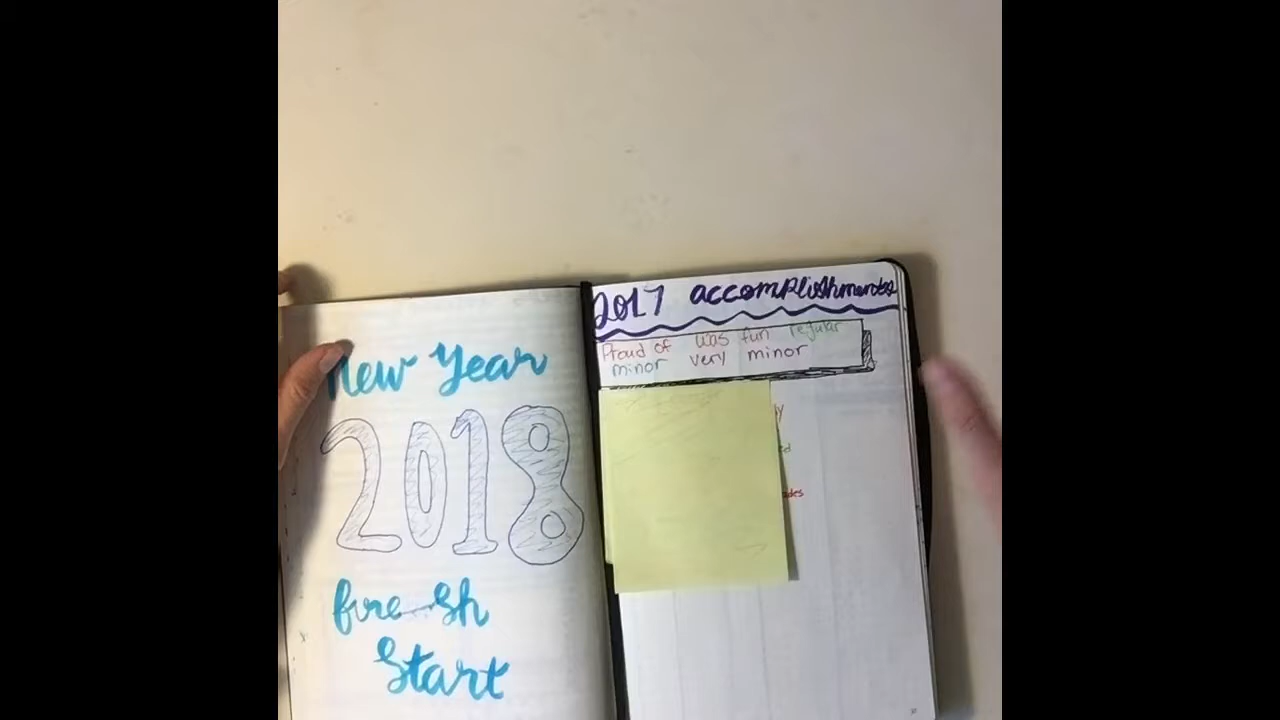 New Year
2018
fresh
Start
2017 accomplishments
Proud of was fun regular
minor very minor